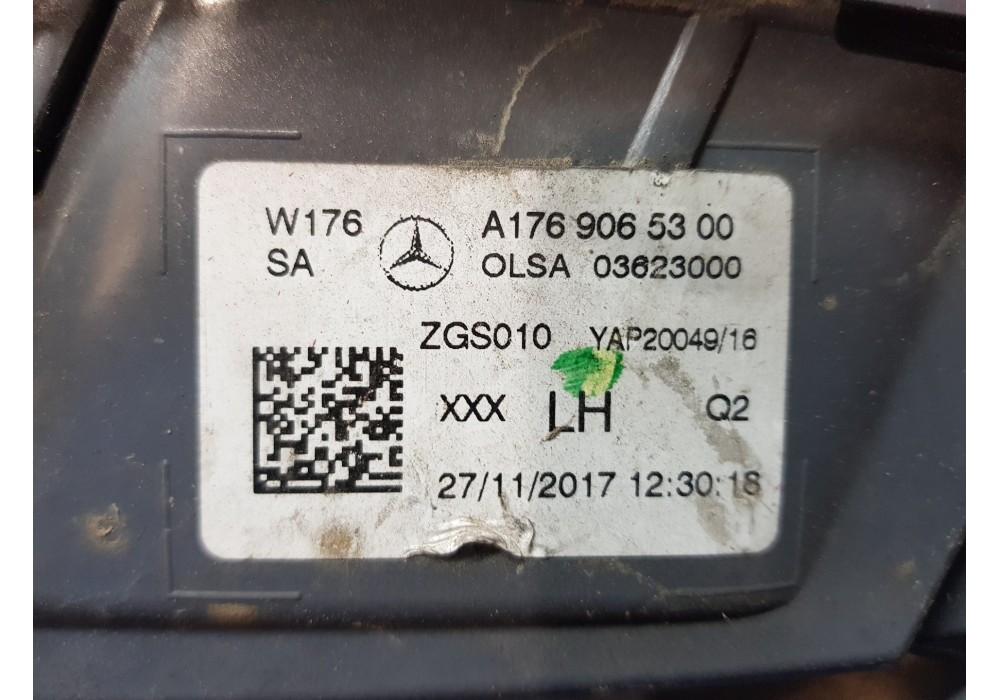 W176 A176 906 53 00
SA OLSA 03623000
ZGS010 YAP20049/16
XXX LH Q2
27/11/2017 12:30:18